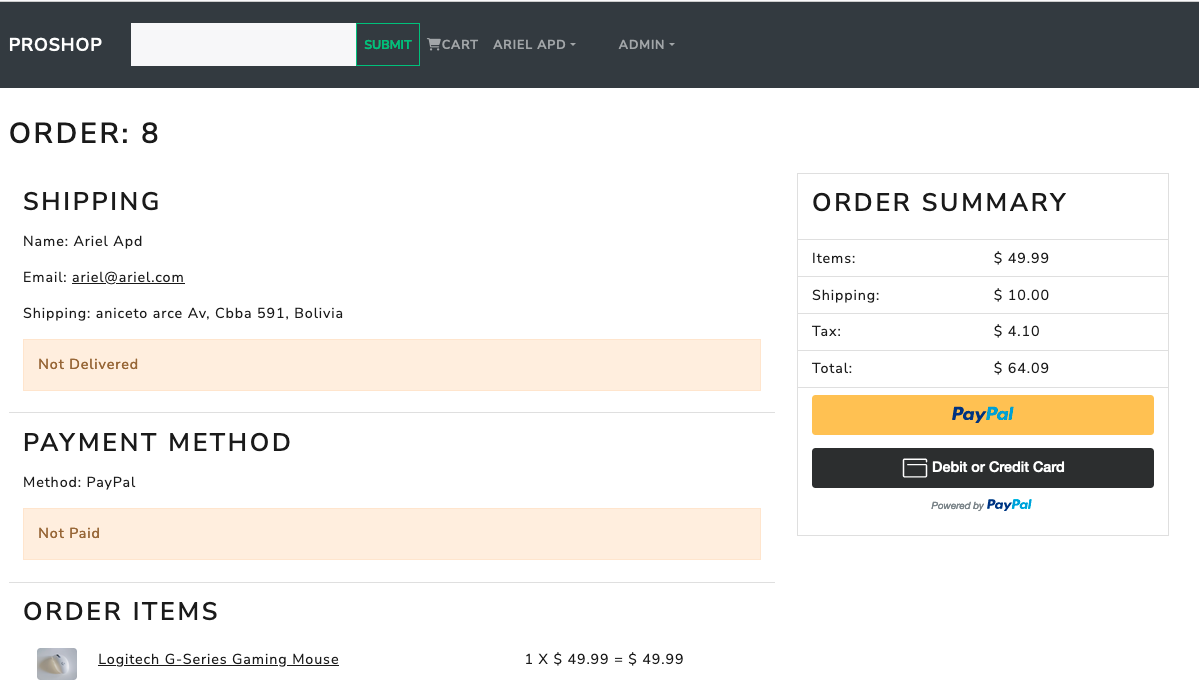 PROSHOP
SUBMIT
CART
ARIEL APD
ADMIN
ORDER: 8
SHIPPING
Name: Ariel Apd
Email: ariel@ariel.com
Shipping: aniceto arce Av, Cbba 591, Bolivia
Not Delivered
PAYMENT METHOD
Method: PayPal
Not Paid
ORDER ITEMS
Logitech G-Series Gaming Mouse
1 X $ 49.99 = $ 49.99
ORDER SUMMARY
Items: $ 49.99
Shipping: $ 10.00
Tax: $ 4.10
Total: $ 64.09
PayPal
Debit or Credit Card
Powered by PayPal